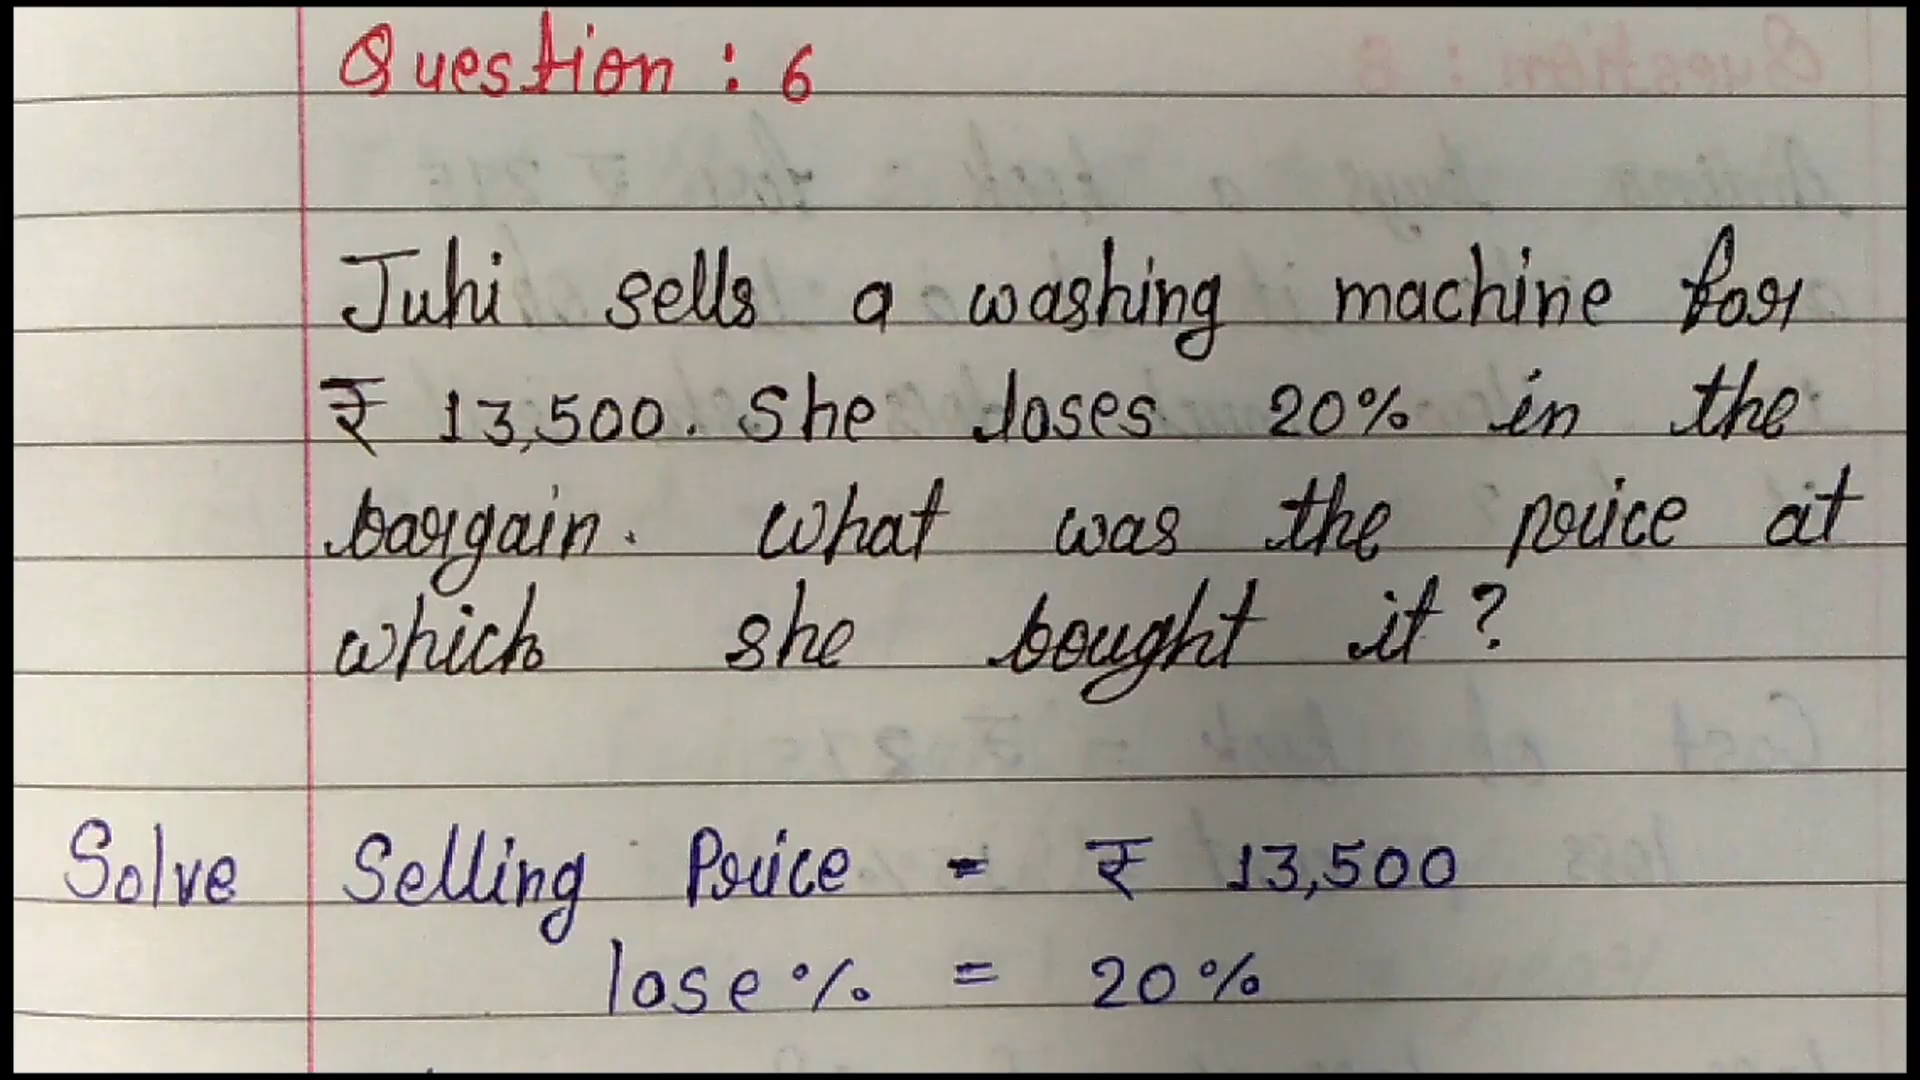 Question : 6
Juhi sells a washing machine for
₹ 13,500. She loses 20% in the
bargain. What was the price at
which she bought it?
Solve Selling Price = ₹ 13,500
lose % = 20%